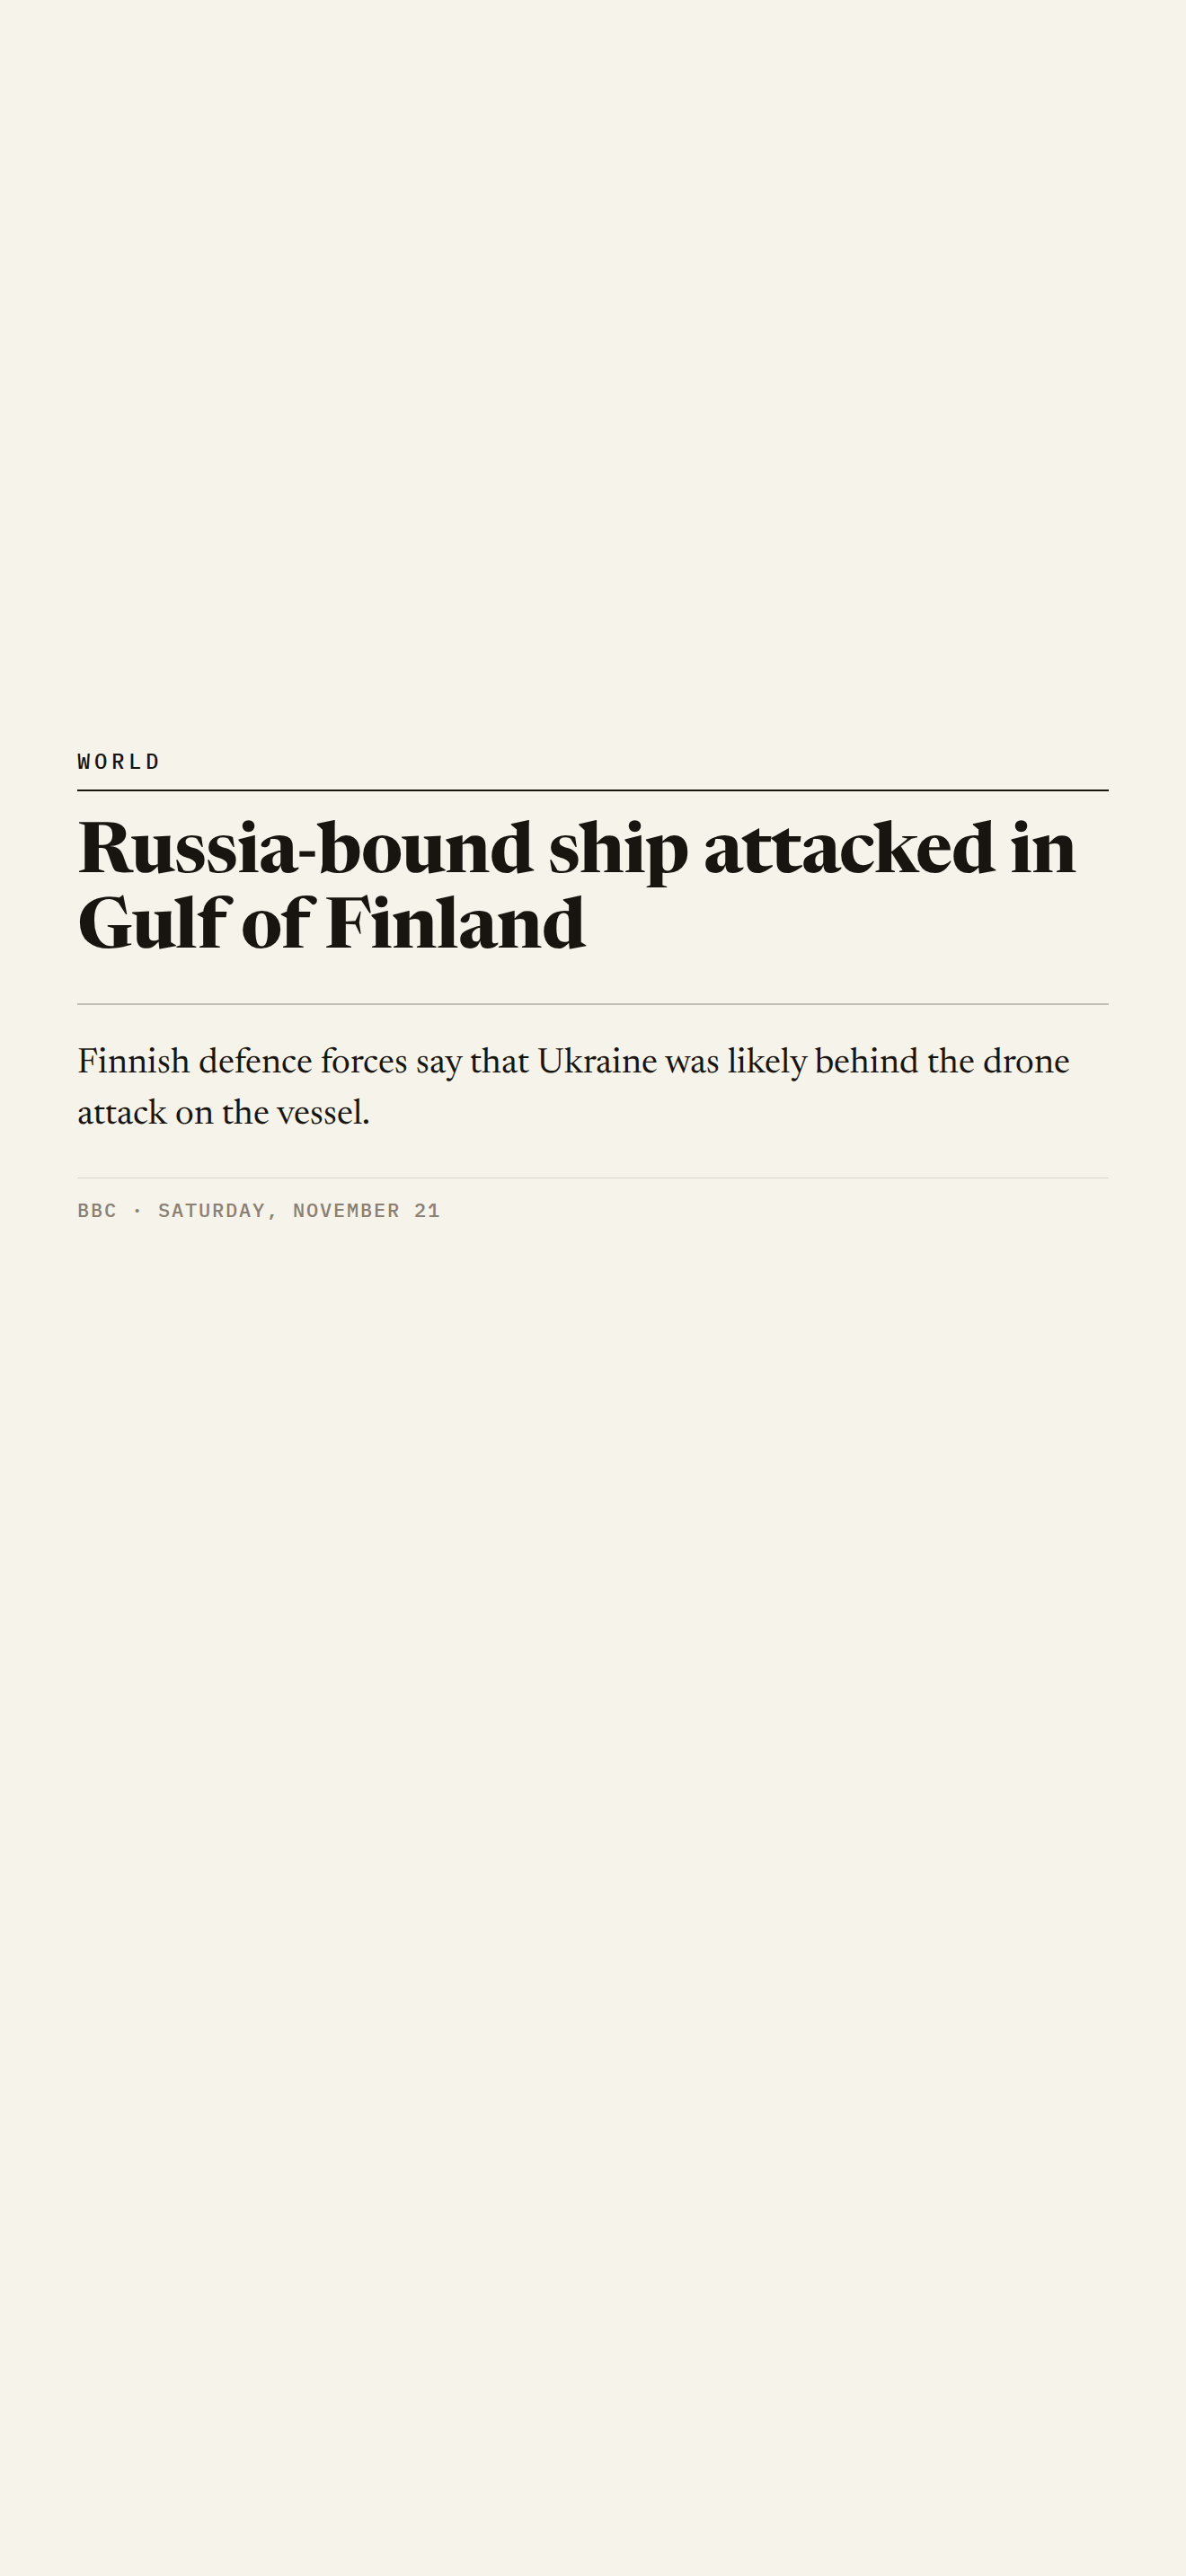 WORLD
Russia-bound ship attacked in
Gulf of Finland
Finnish defence forces say that Ukraine was likely behind the drone
attack on the vessel.
BBC · SATURDAY, NOVEMBER 21